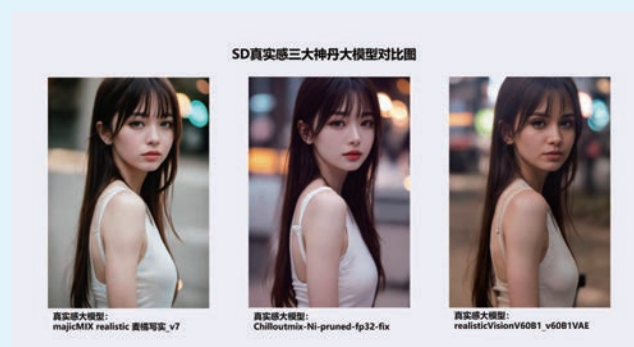 SD真实感三大神丹大模型对比图
真实感大模型：
majicMIX realistic 麦橘写实_v7
真实感大模型：
Chilloutmix-Ni-pruned-fp32-fix
真实感大模型：
realisticVisionV60B1_v60B1VAE